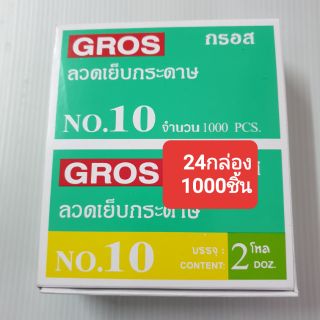 GROS กรอส
ลวดเย็บกระดาษ
NO.10 จำนวน 1000 PCS.
24กล่อง
1000ชิ้น
GROS
ลวดเย็บกระดาษ
NO.10 บรรจุ : 2 โหล
CONTENT: DOZ.